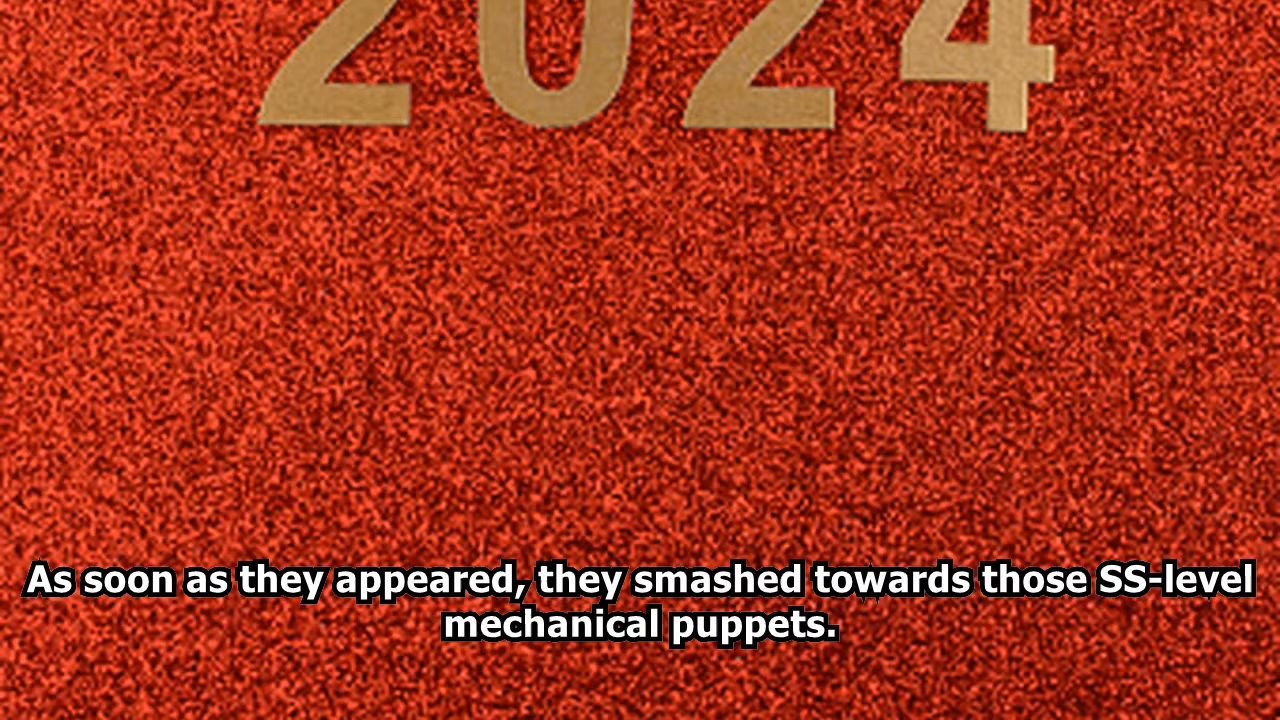 2024
As soon as they appeared, they smashed towards those SS-level
mechanical puppets.